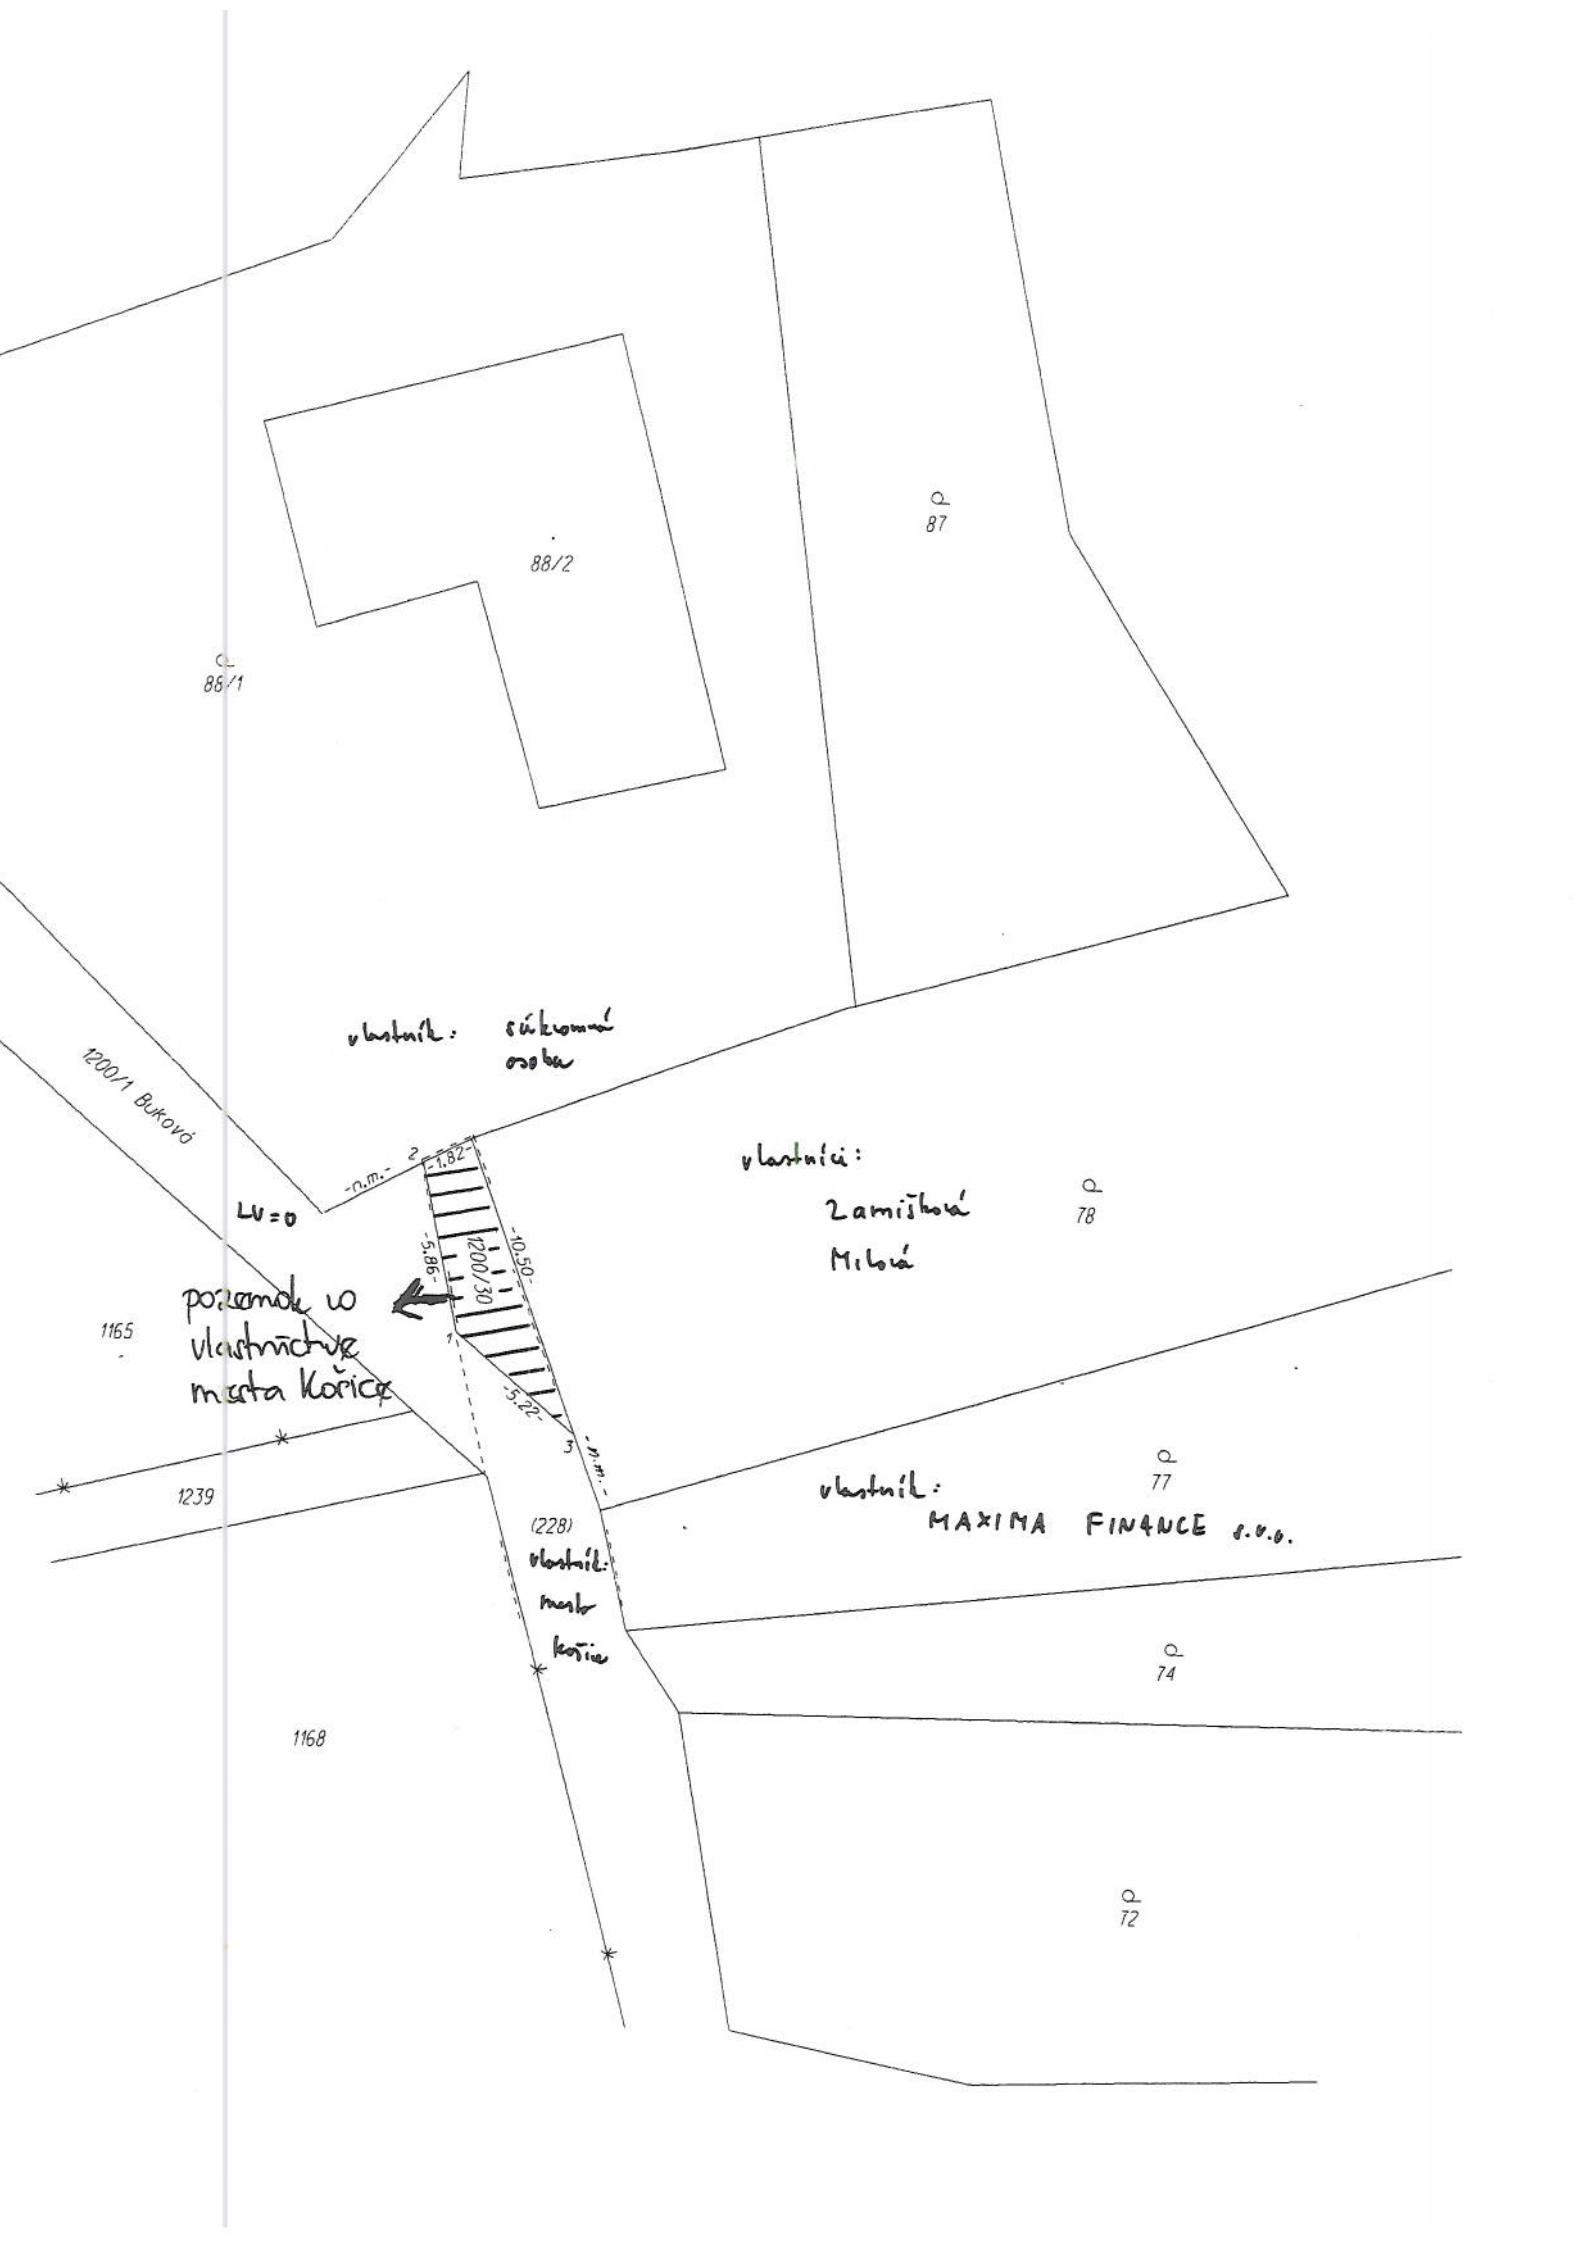 87
88/2
88/1
vlastník: súkromná
osoba
1200/1 Buková
2
-1.82-
-n.m.-
vlastníci:
Zamišková
78
LV=0
-5.86-
1200/30
-10.50-
pozemok vo
vlastníctve
mesta Košice
1165
1
-5.22-
3
-n.m.-
1239
77
vlastník:
MAXIMA FINANCE s.r.o.
(228)
vlastník:
mesto
Košice
74
1168
72